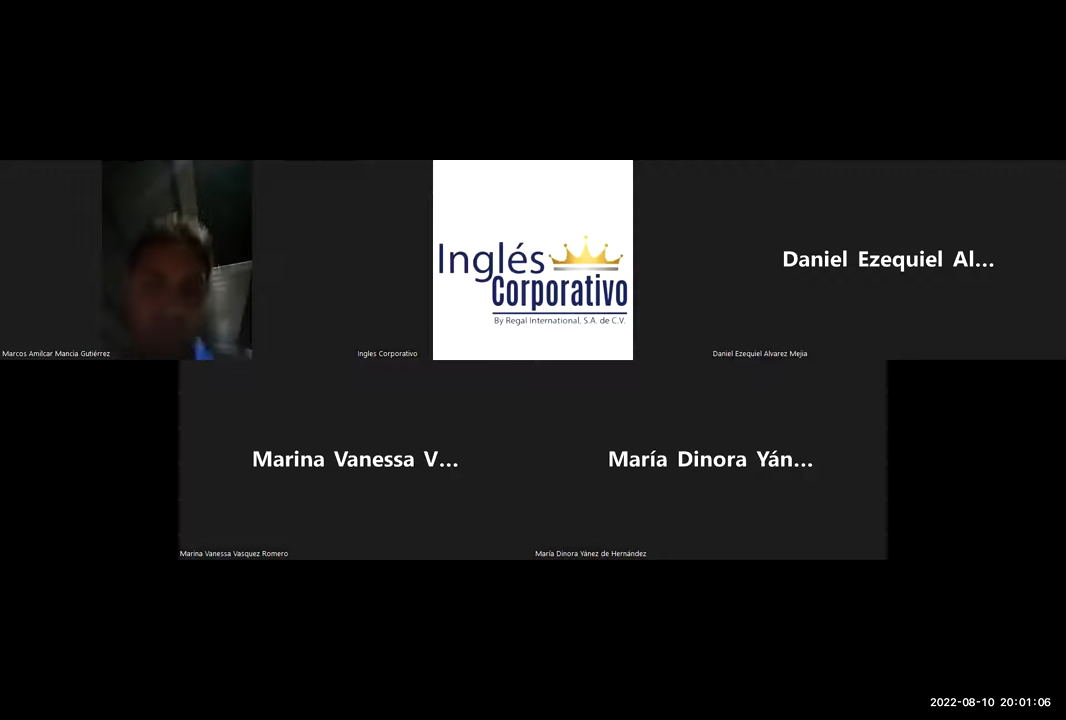 Inglés
Corporativo
By Regal International, S.A. de C.V.
Daniel Ezequiel Al...
Marcos Amílcar Mancia Gutiérrez
Ingles Corporativo
Daniel Ezequiel Alvarez Mejia
Marina Vanessa V...
María Dinora Yán...
Marina Vanessa Vasquez Romero
María Dinora Yánez de Hernández
2022-08-10 20:01:06